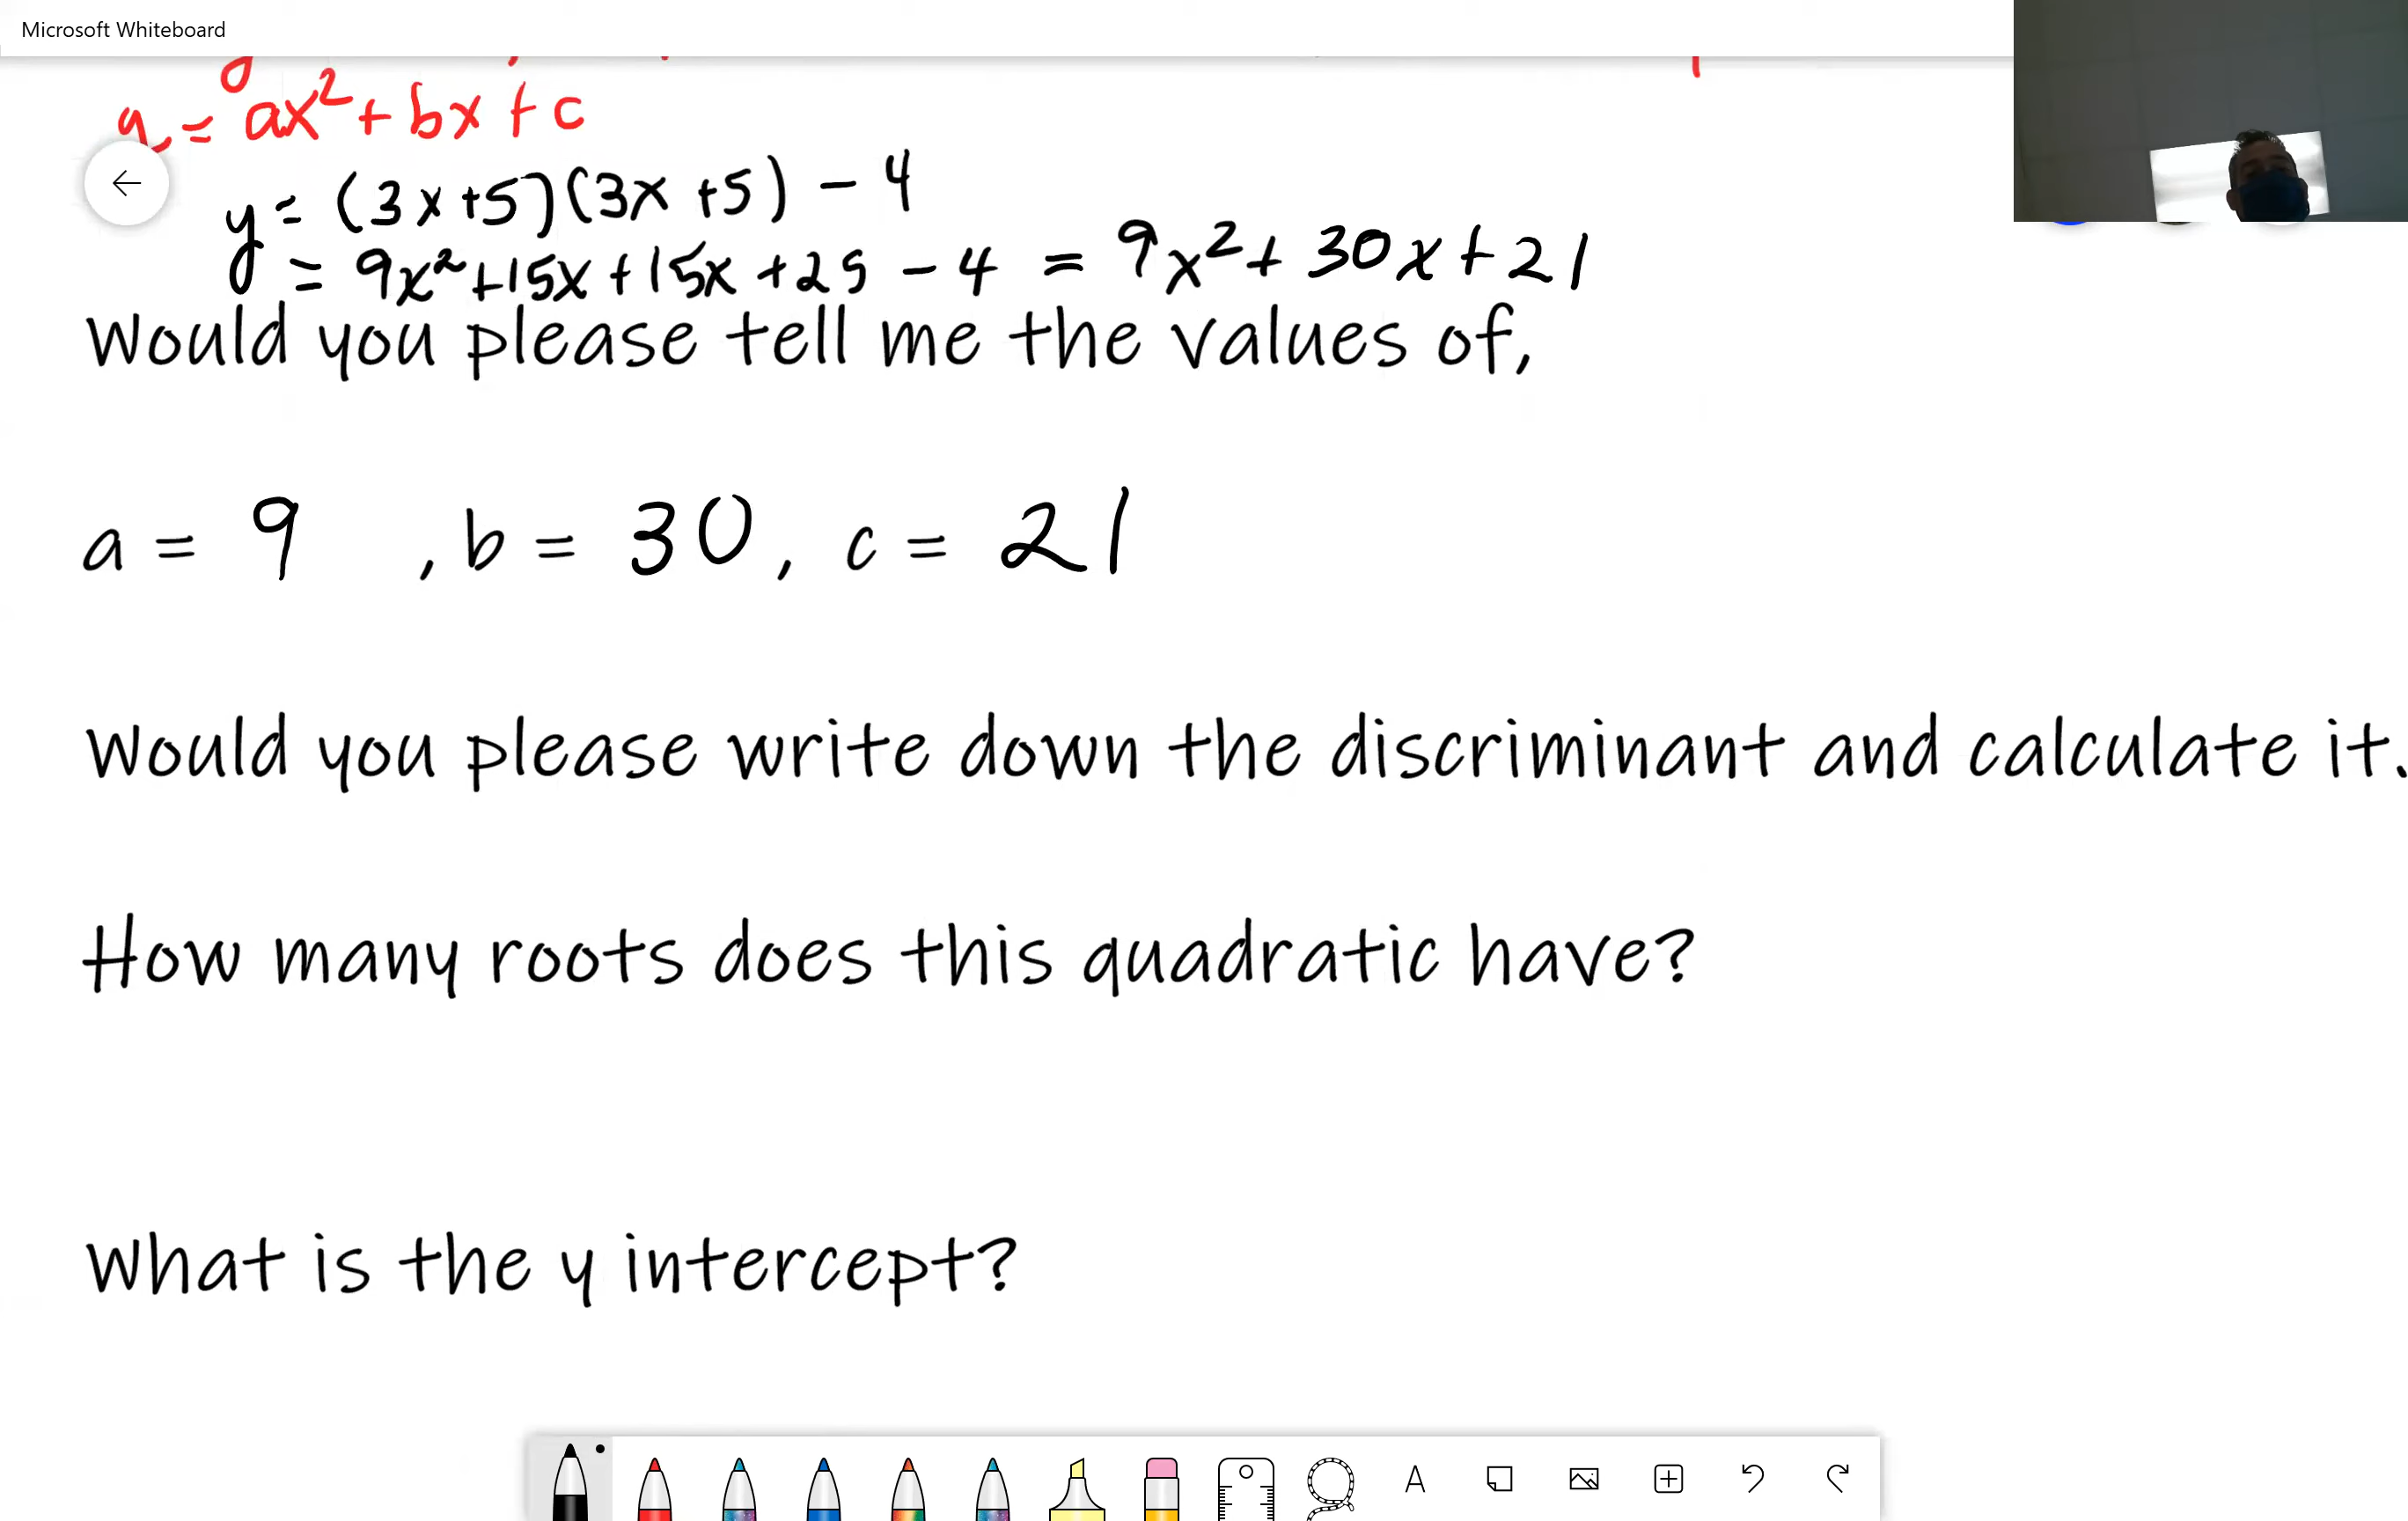 Microsoft Whiteboard
y = ax² + bx + c
y = (3x+5)(3x+5) - 4
y = 9x²+15x+15x+25-4 = 9x²+30x+21
Would you please tell me the values of,
a = 9 , b = 30, c = 21
Would you please write down the discriminant and calculate it.
How many roots does this quadratic have?
What is the y intercept?
A